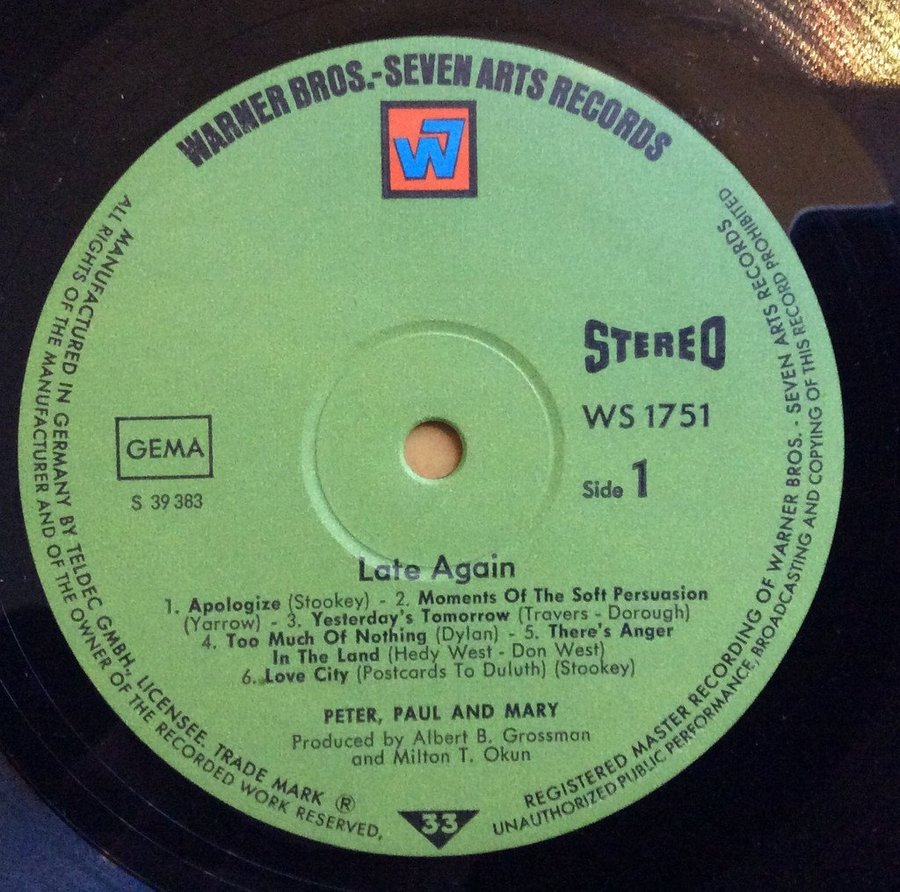 WARNER BROS.-SEVEN ARTS RECORDS
W7
STEREO
WS 1751
Side 1
GEMA
S 39 383
Late Again
1. Apologize (Stookey) - 2. Moments Of The Soft Persuasion
(Yarrow) - 3. Yesterday's Tomorrow (Travers - Dorough)
4. Too Much Of Nothing (Dylan) - 5. There's Anger
In The Land (Hedy West - Don West)
6. Love City (Postcards To Duluth) (Stookey)
PETER, PAUL AND MARY
Produced by Albert B. Grossman
and Milton T. Okun
33
MANUFACTURED IN GERMANY BY TELDEC GMBH, LICENSEE. TRADE MARK ®
ALL RIGHTS OF THE MANUFACTURER AND OF THE OWNER OF THE RECORDED WORK RESERVED,
REGISTERED MASTER RECORDING OF WARNER BROS. - SEVEN ARTS RECORDS
UNAUTHORIZED PUBLIC PERFORMANCE, BROADCASTING AND COPYING OF THIS RECORD PROHIBITED